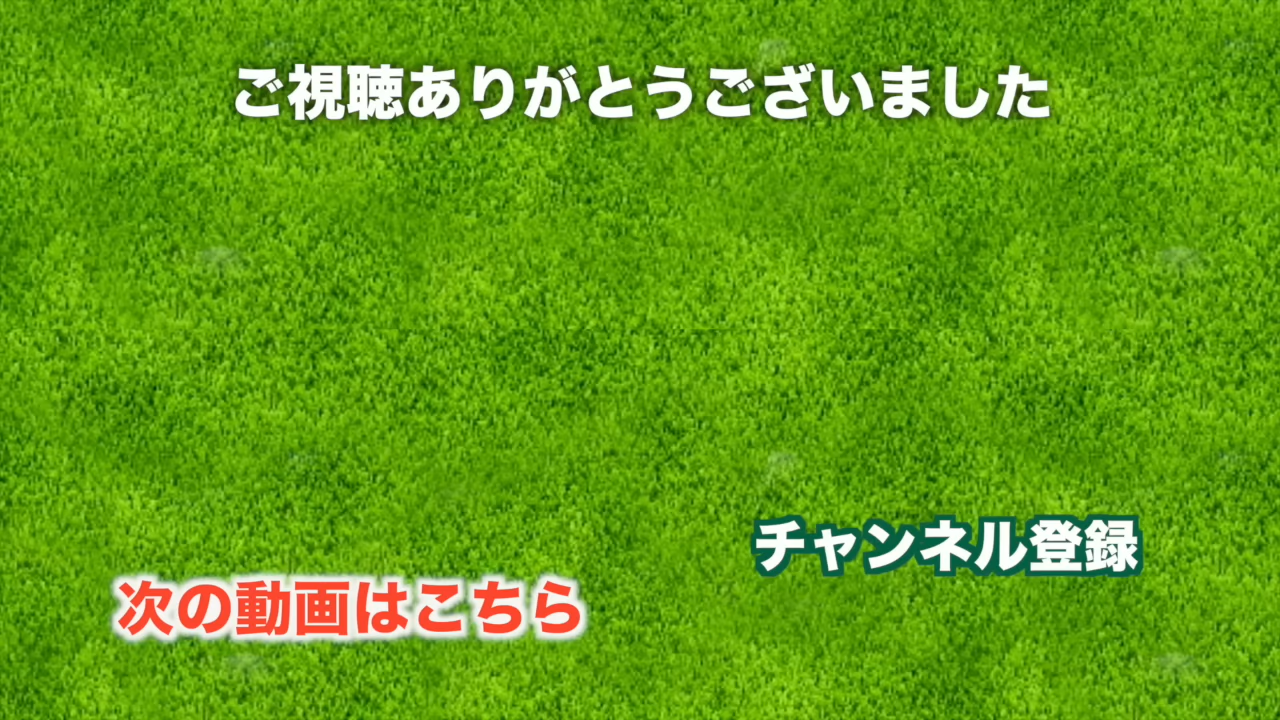 ご視聴ありがとうございました
チャンネル登録
次の動画はこちら